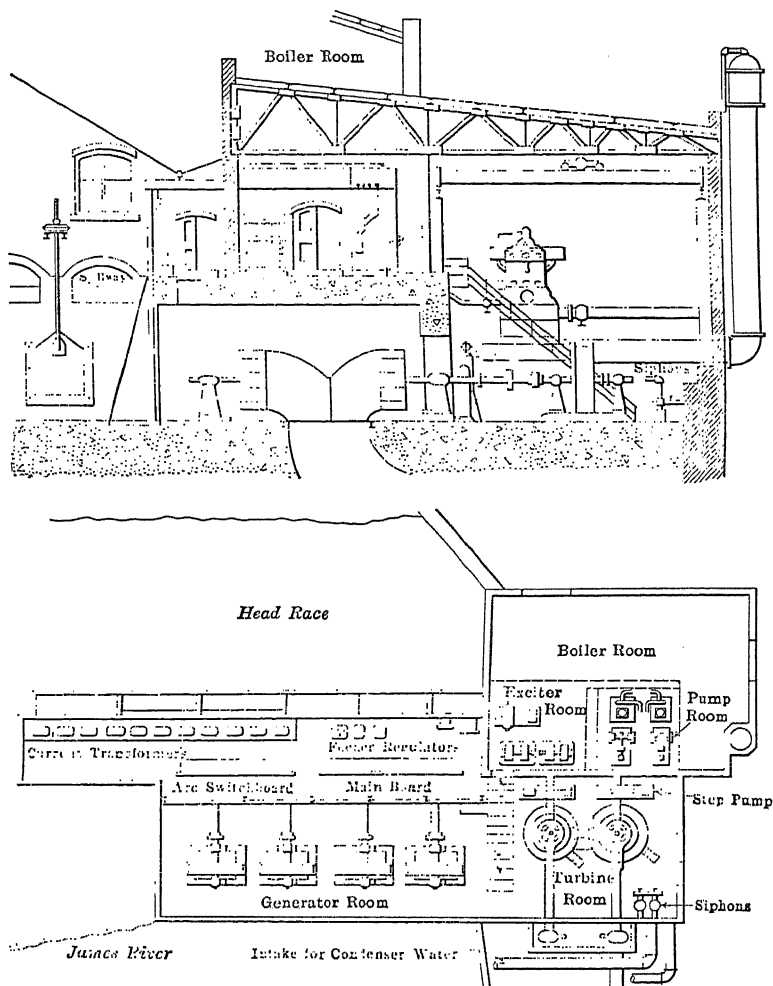 Boiler Room
Siphons
Head Race
Boiler Room
Exciter
Room
Pump
Room
Current Transformers
Feeder Regulators
Arc Switchboard
Main Board
Step Pump
Turbine
Room
Generator Room
Siphons
James River
Intake for Condenser Water